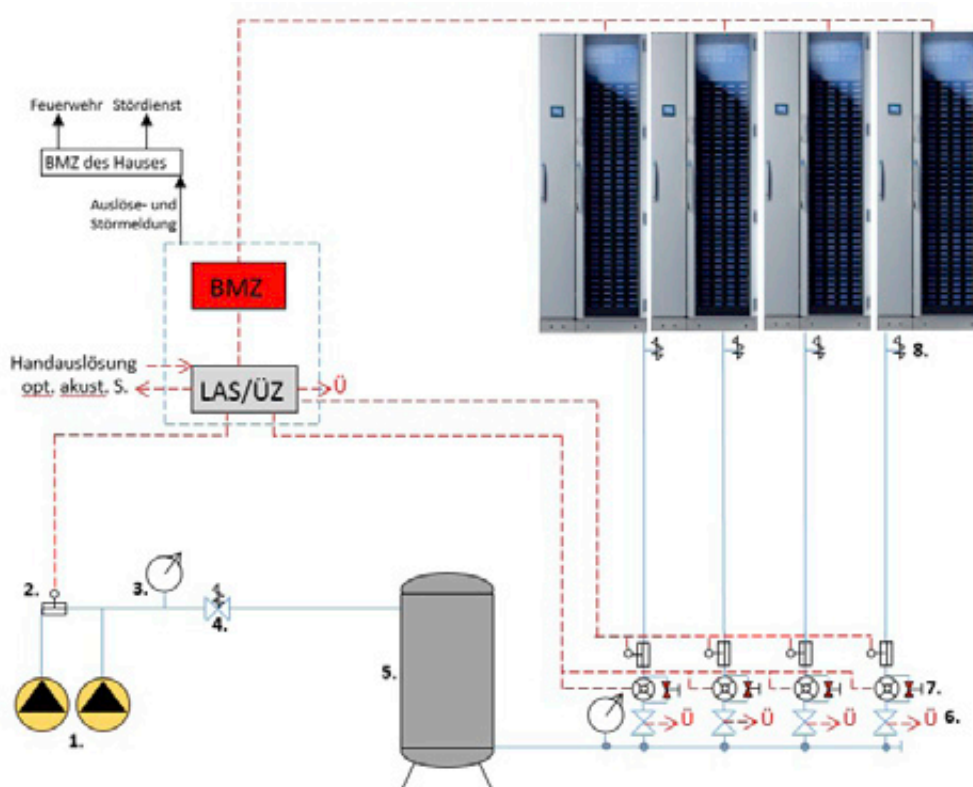 Feuerwehr Stördienst
BMZ des Hauses
Auslöse- und
Störmeldung
BMZ
Handauslösung
opt. akust. S.
LAS/ÜZ
Ü
8.
2.
3.
4.
5.
1.
7.
Ü Ü Ü Ü 6.